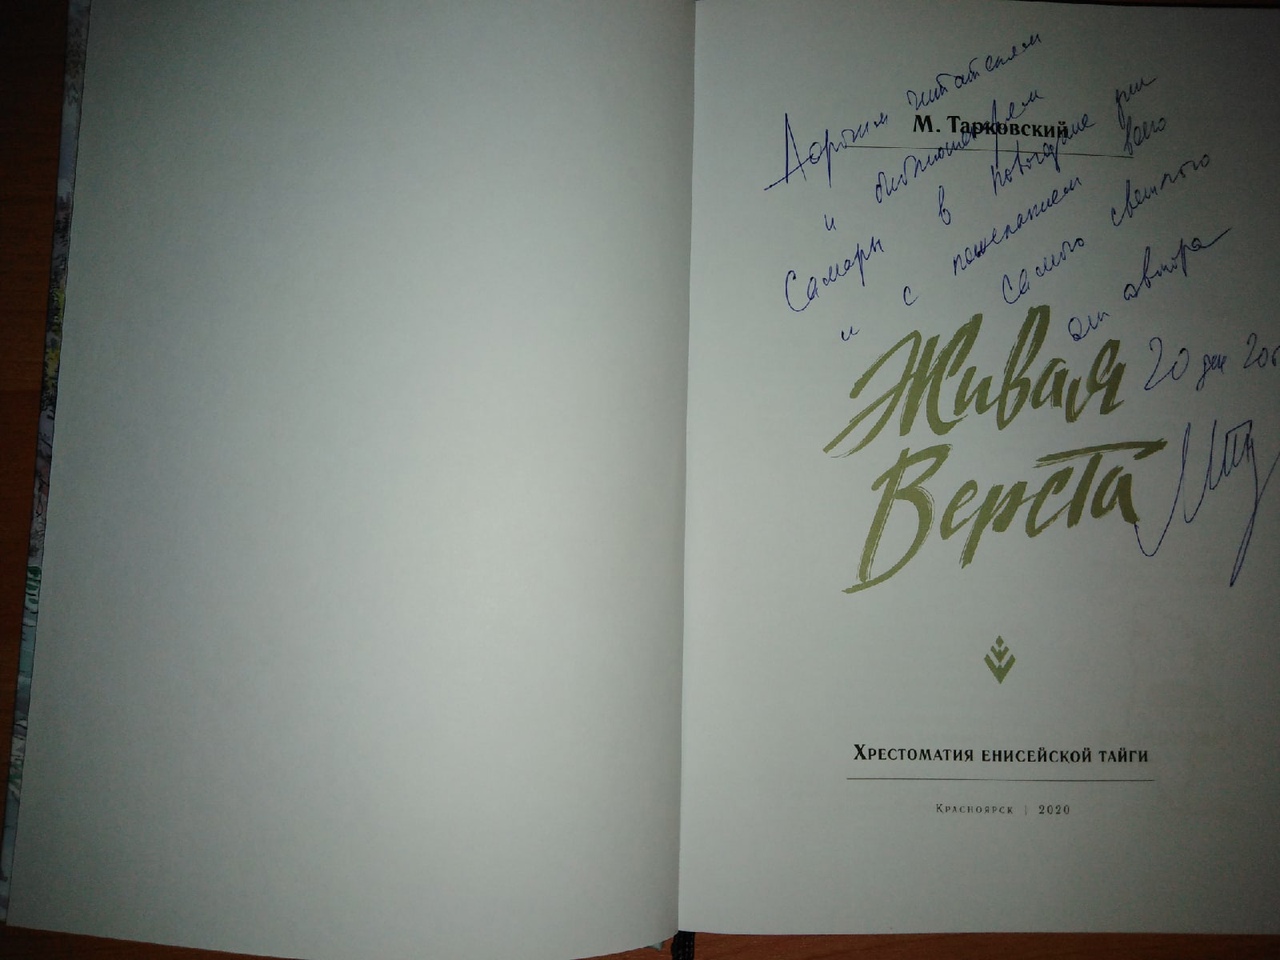 Дорогим читателям
М. Тарковский
и библиотекарям
Самары в новогодние дни
и с пожеланием всего
самого светлого
от автора
20 дек
Живая
Верста
Хрестоматия енисейской тайги
Красноярск | 2020